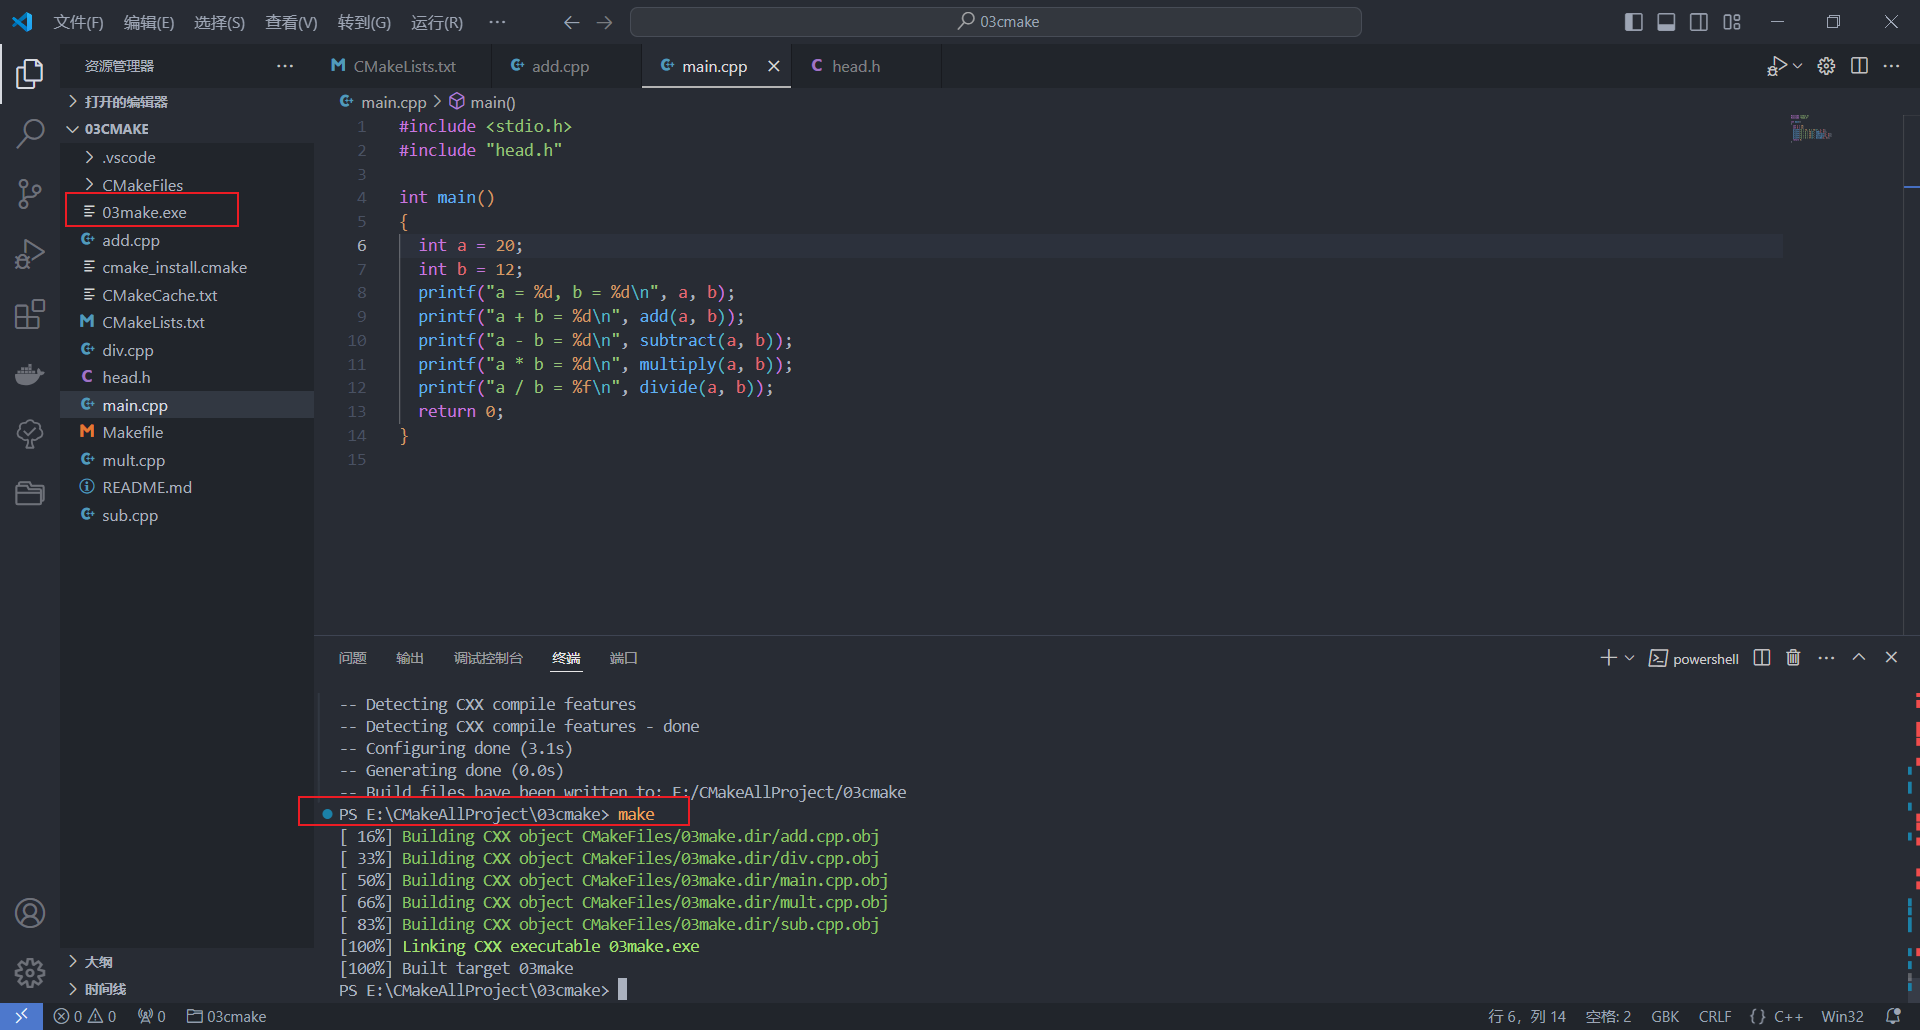 文件(F) 编辑(E) 选择(S) 查看(V) 转到(G) 运行(R) ··· 03cmake
资源管理器 ···
打开的编辑器
03CMAKE
.vscode
CMakeFiles
03make.exe
add.cpp
cmake_install.cmake
CMakeCache.txt
CMakeLists.txt
div.cpp
head.h
main.cpp
Makefile
mult.cpp
README.md
sub.cpp
大纲
时间线
CMakeLists.txt add.cpp main.cpp head.h
main.cpp > main()
1 #include <stdio.h>
2 #include "head.h"
3
4 int main()
5 {
6 int a = 20;
7 int b = 12;
8 printf("a = %d, b = %d\n", a, b);
9 printf("a + b = %d\n", add(a, b));
10 printf("a - b = %d\n", subtract(a, b));
11 printf("a * b = %d\n", multiply(a, b));
12 printf("a / b = %f\n", divide(a, b));
13 return 0;
14 }
15
问题 输出 调试控制台 终端 端口 powershell
-- Detecting CXX compile features
-- Detecting CXX compile features - done
-- Configuring done (3.1s)
-- Generating done (0.0s)
-- Build files have been written to: E:/CMakeAllProject/03cmake
PS E:\CMakeAllProject\03cmake> make
[ 16%] Building CXX object CMakeFiles/03make.dir/add.cpp.obj
[ 33%] Building CXX object CMakeFiles/03make.dir/div.cpp.obj
[ 50%] Building CXX object CMakeFiles/03make.dir/main.cpp.obj
[ 66%] Building CXX object CMakeFiles/03make.dir/mult.cpp.obj
[ 83%] Building CXX object CMakeFiles/03make.dir/sub.cpp.obj
[100%] Linking CXX executable 03make.exe
[100%] Built target 03make
PS E:\CMakeAllProject\03cmake>
0 0 0 03cmake 行 6，列 14 空格: 2 GBK CRLF {} C++ Win32